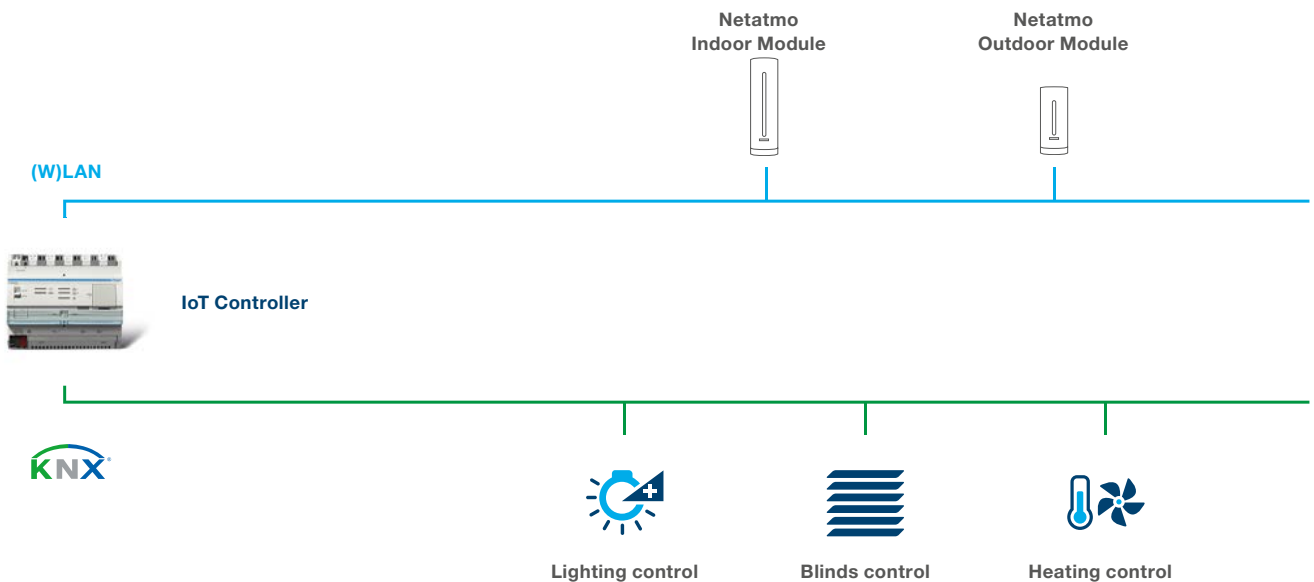 Netatmo
Indoor Module
Netatmo
Outdoor Module
(W)LAN
IoT Controller
KNX®
Lighting control
Blinds control
Heating control